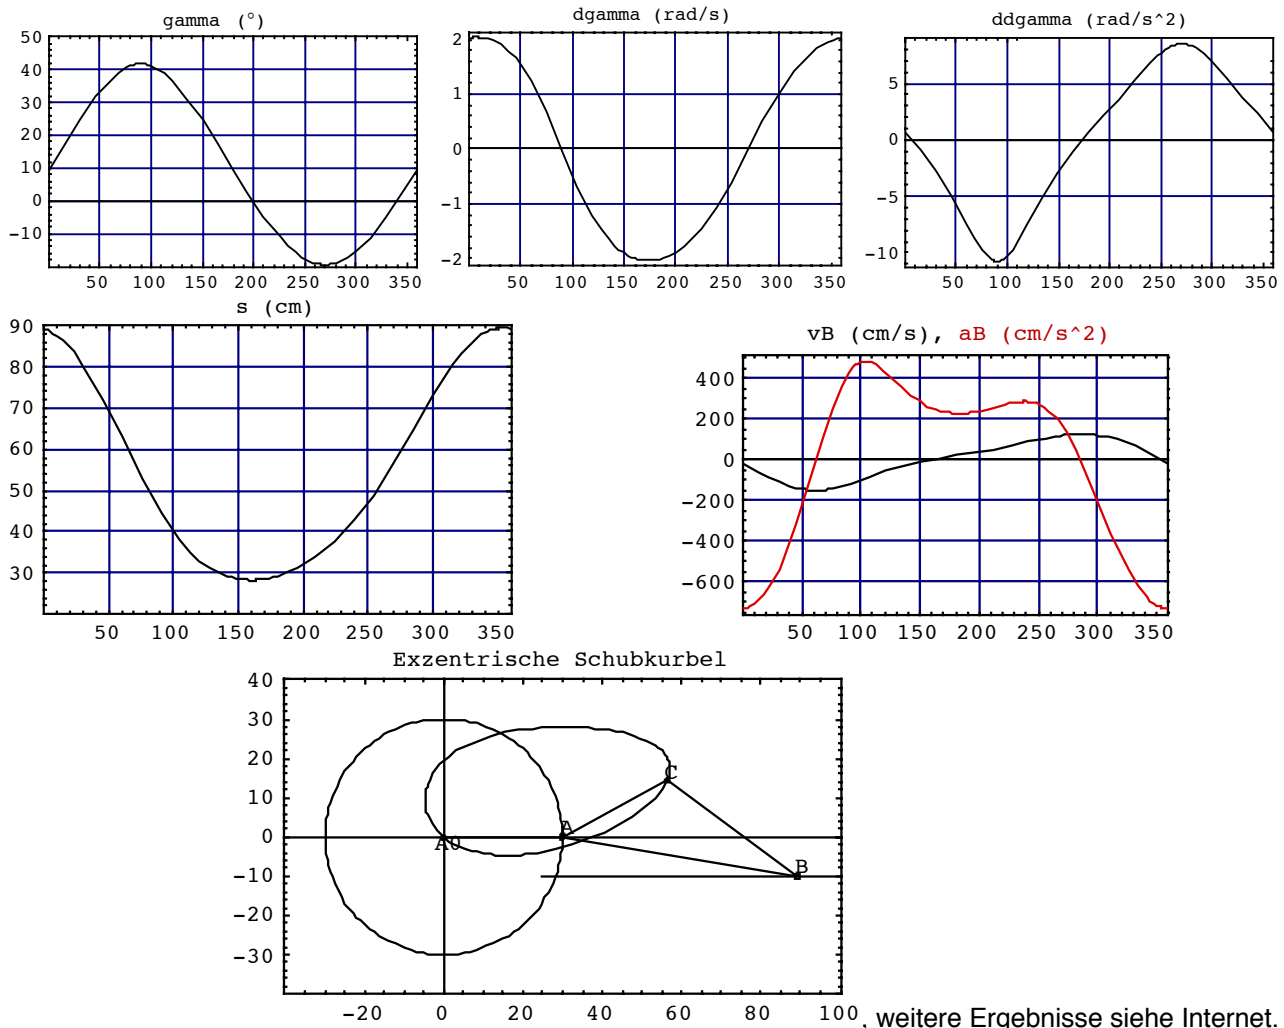 gamma (°)
50
40
30
20
10
0
-10
50 100 150 200 250 300 350
dgamma (rad/s)
2
1
0
-1
-2
50 100 150 200 250 300 350
ddgamma (rad/s^2)
5
0
-5
-10
50 100 150 200 250 300 350
s (cm)
90
80
70
60
50
40
30
50 100 150 200 250 300 350
vB (cm/s), aB (cm/s^2)
400
200
0
-200
-400
-600
50 100 150 200 250 300 350
Exzentrische Schubkurbel
40
30
20
10
0
-10
-20
-30
C
A
A0
B
-20 0 20 40 60 80 100
, weitere Ergebnisse siehe Internet.